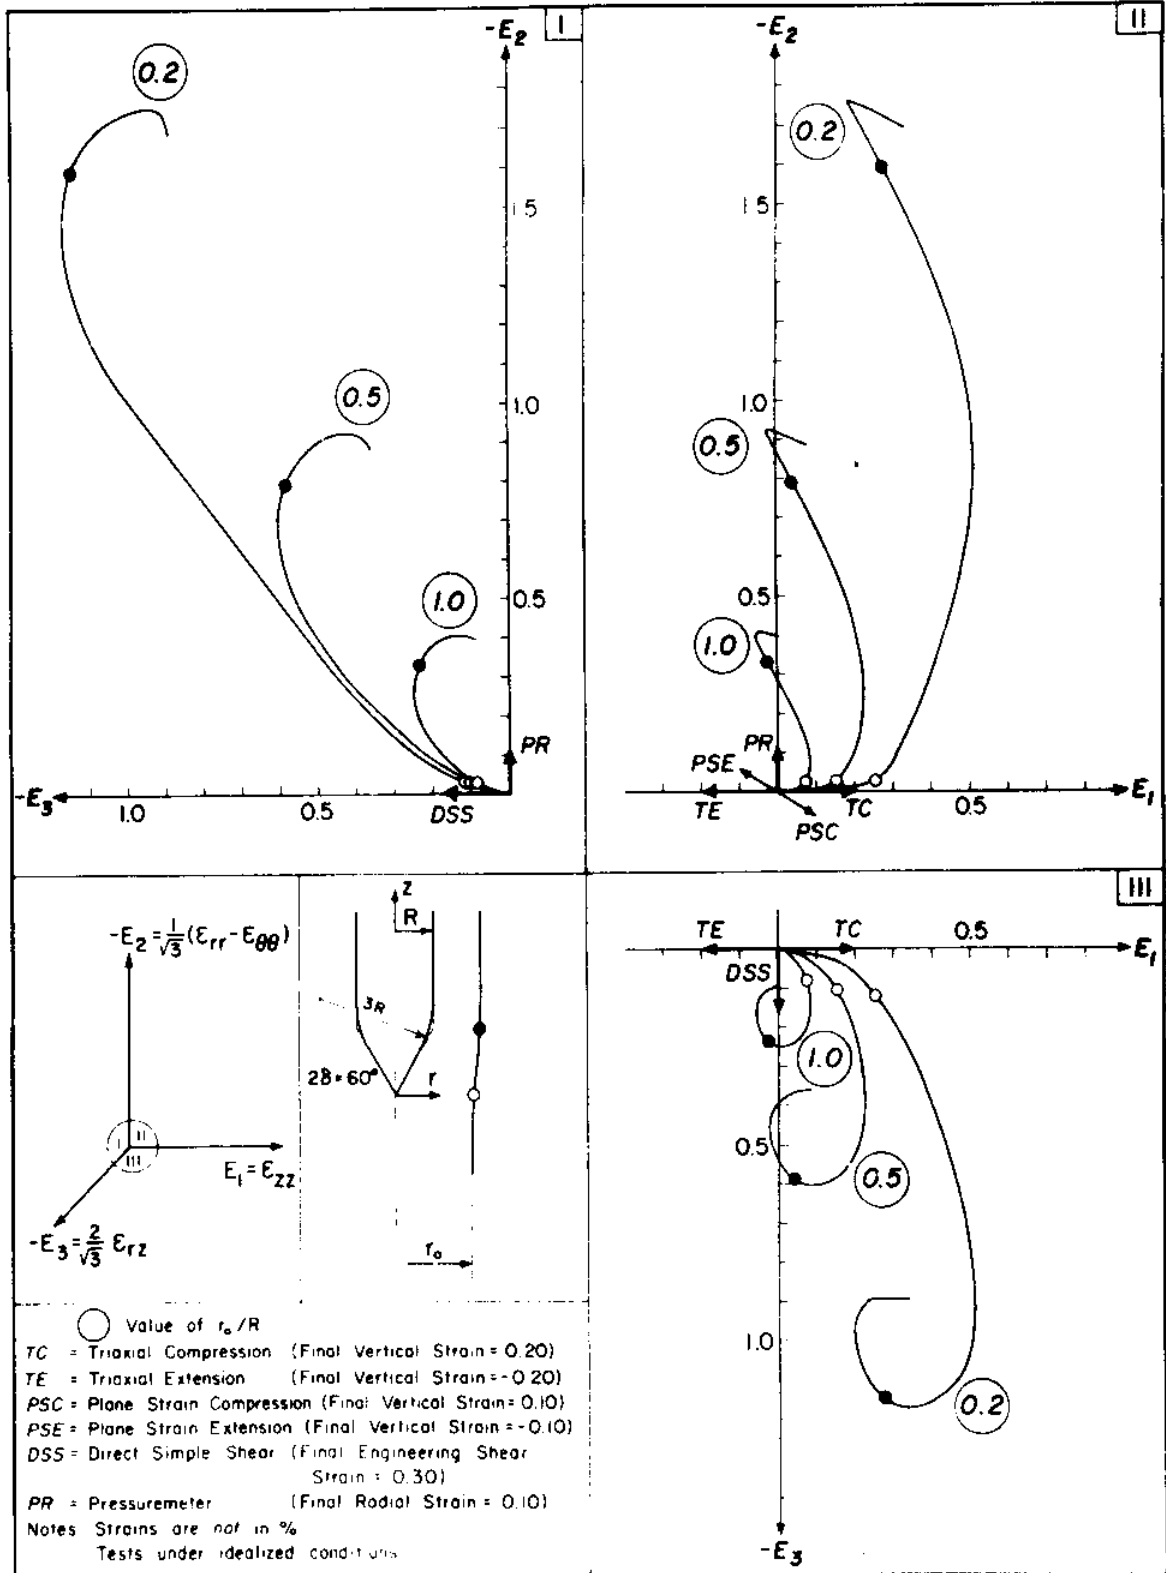 I
-E₂
0.2
1.5
0.5
1.0
1.0
0.5
PR
-E₃
1.0
0.5
DSS
II
-E₂
0.2
1.5
1.0
0.5
0.5
1.0
PR
PSE
TE
TC
PSC
0.5
E₁
-E₂ = 1/√3 (Ɛrr - Ɛθθ)
I
II
III
E₁ = Ɛzz
-E₃ = 2/√3 Ɛrz
z
R
3R
2δ = 60°
r
r₀
III
TE
TC
0.5
E₁
DSS
1.0
0.5
0.5
1.0
0.2
-E₃
Value of r₀/R
TC = Triaxial Compression (Final Vertical Strain = 0.20)
TE = Triaxial Extension (Final Vertical Strain = -0.20)
PSC = Plane Strain Compression (Final Vertical Strain = 0.10)
PSE = Plane Strain Extension (Final Vertical Strain = -0.10)
DSS = Direct Simple Shear (Final Engineering Shear
Strain = 0.30)
PR = Pressuremeter (Final Radial Strain = 0.10)
Notes Strains are not in %
Tests under idealized conditions